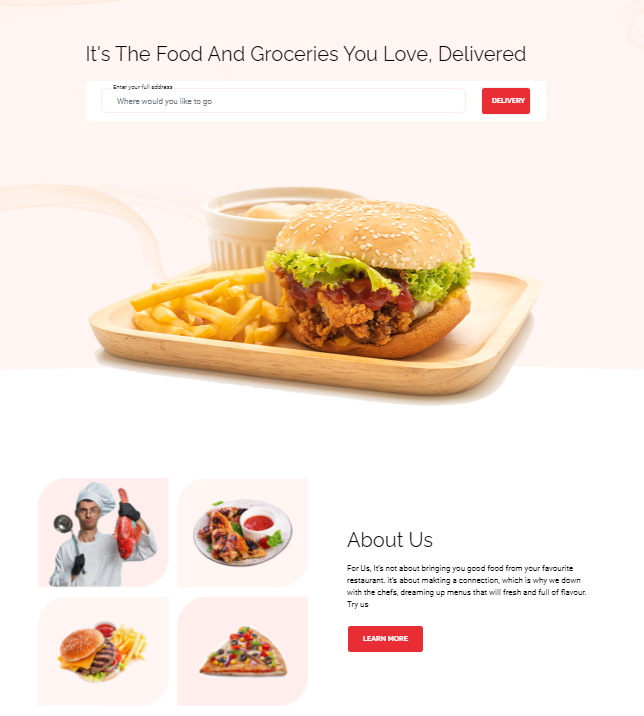 It's The Food And Groceries You Love, Delivered
Enter your full address
Where would you like to go
DELIVERY
About Us
For Us, It's not about bringing you good food from your favourite
restaurant. it's about makting a connection, which is why we down
with the chefs, dreaming up menus that will fresh and full of flavour.
Try us
LEARN MORE